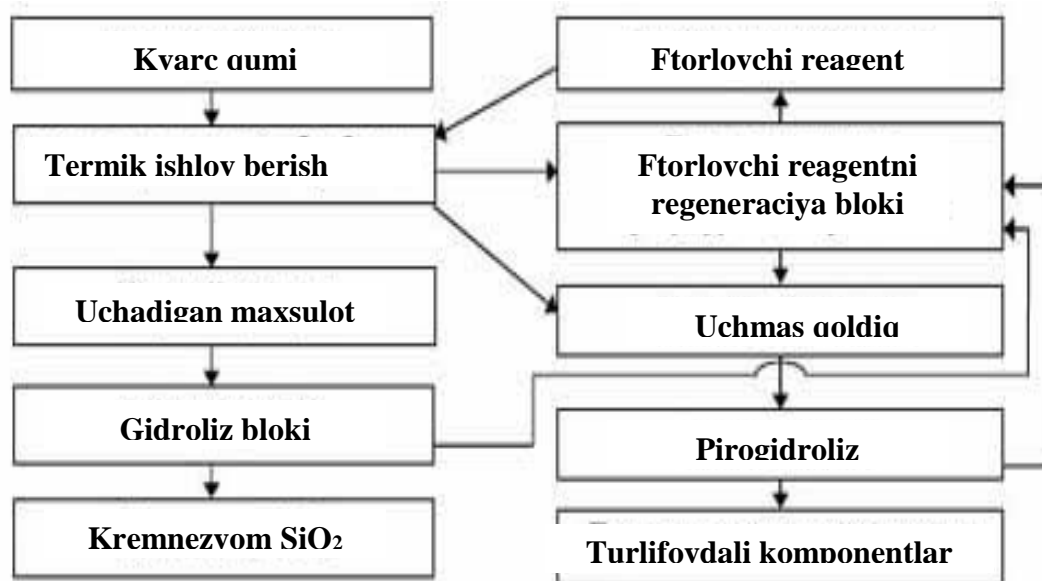 Kvarc qumi
Ftorlovchi reagent
Termik ishlov berish
Ftorlovchi reagentni
regeneraciya bloki
Uchadigan maxsulot
Uchmas qoldiq
Gidroliz bloki
Pirogidroliz
Kremnezyom SiO₂
Turlifoydali komponentlar